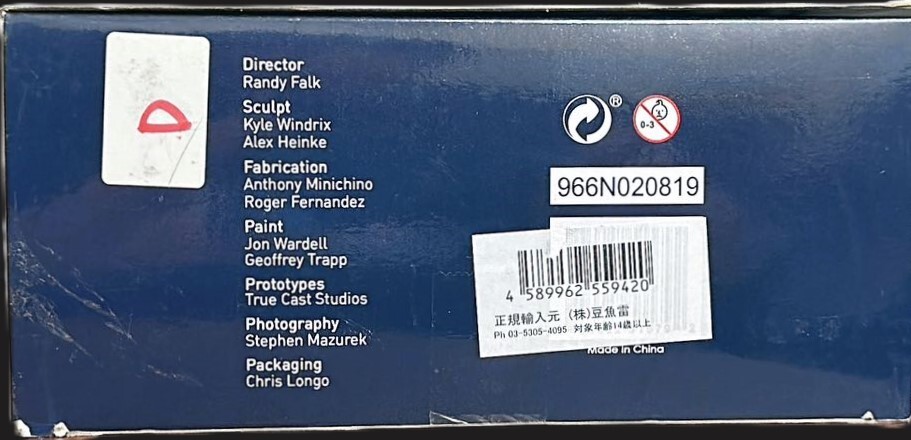 D
Director
Randy Falk
Sculpt
Kyle Windrix
Alex Heinke
Fabrication
Anthony Minichino
Roger Fernandez
Paint
Jon Wardell
Geoffrey Trapp
Prototypes
True Cast Studios
Photography
Stephen Mazurek
Packaging
Chris Longo
®
0-3
966N020819
4 589962 559420
正規輸入元 (株)豆魚雷
Ph 03-5305-4095 対象年齢14歳以上
Made in China